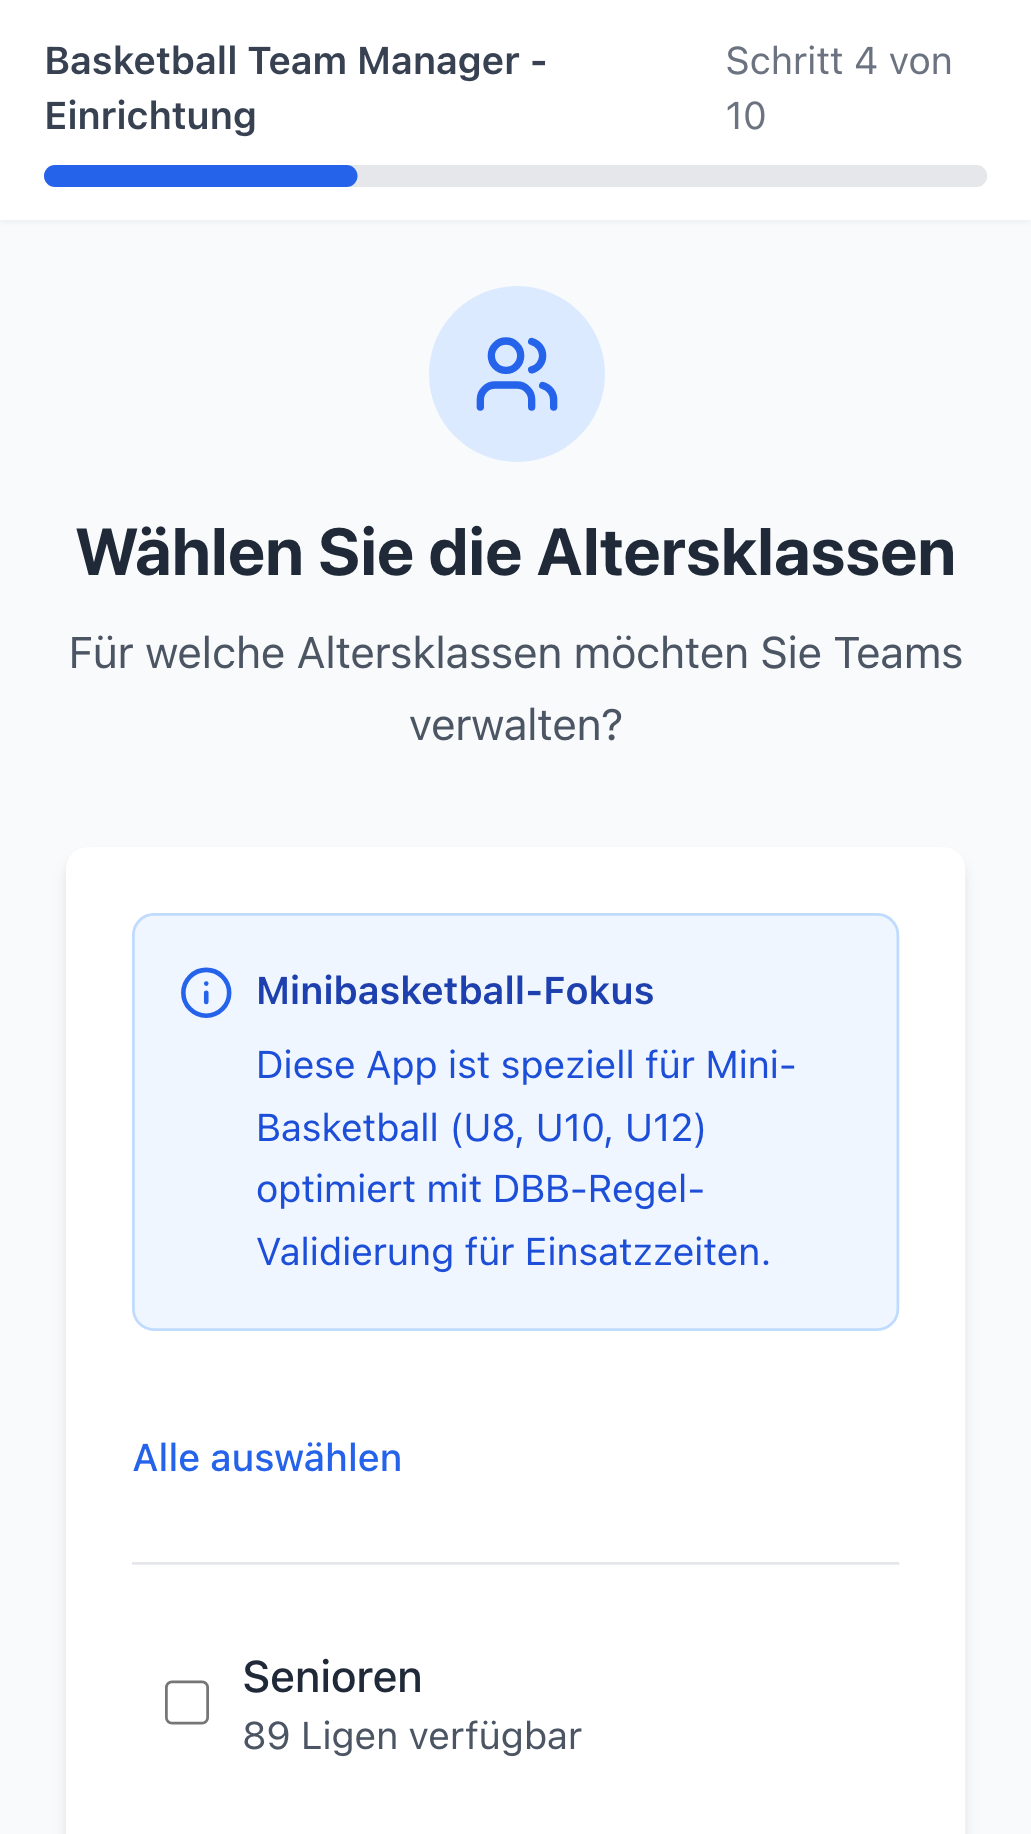 Basketball Team Manager -
Einrichtung
Schritt 4 von
10
Wählen Sie die Altersklassen
Für welche Altersklassen möchten Sie Teams
verwalten?
Minibasketball-Fokus
Diese App ist speziell für Mini-
Basketball (U8, U10, U12)
optimiert mit DBB-Regel-
Validierung für Einsatzzeiten.
Alle auswählen
Senioren
89 Ligen verfügbar